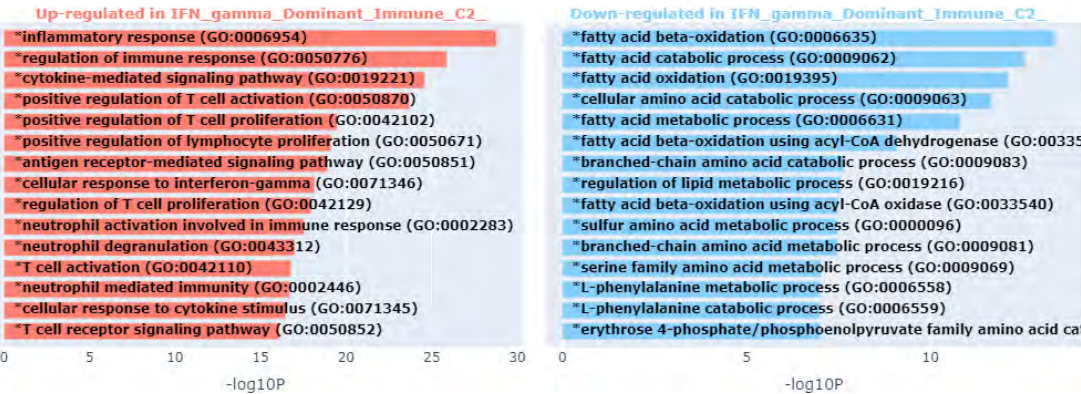 Up-regulated in IFN_gamma_Dominant_Immune_C2_
*inflammatory response (GO:0006954)
*regulation of immune response (GO:0050776)
*cytokine-mediated signaling pathway (GO:0019221)
*positive regulation of T cell activation (GO:0050870)
*positive regulation of T cell proliferation (GO:0042102)
*positive regulation of lymphocyte proliferation (GO:0050671)
*antigen receptor-mediated signaling pathway (GO:0050851)
*cellular response to interferon-gamma (GO:0071346)
*regulation of T cell proliferation (GO:0042129)
*neutrophil activation involved in immune response (GO:0002283)
*neutrophil degranulation (GO:0043312)
*T cell activation (GO:0042110)
*neutrophil mediated immunity (GO:0002446)
*cellular response to cytokine stimulus (GO:0071345)
*T cell receptor signaling pathway (GO:0050852)
0 5 10 15 20 25 30
-log10P
Down-regulated in IFN_gamma_Dominant_Immune_C2_
*fatty acid beta-oxidation (GO:0006635)
*fatty acid catabolic process (GO:0009062)
*fatty acid oxidation (GO:0019395)
*cellular amino acid catabolic process (GO:0009063)
*fatty acid metabolic process (GO:0006631)
*fatty acid beta-oxidation using acyl-CoA dehydrogenase (GO:00335
*branched-chain amino acid catabolic process (GO:0009083)
*regulation of lipid metabolic process (GO:0019216)
*fatty acid beta-oxidation using acyl-CoA oxidase (GO:0033540)
*sulfur amino acid metabolic process (GO:0000096)
*branched-chain amino acid metabolic process (GO:0009081)
*serine family amino acid metabolic process (GO:0009069)
*L-phenylalanine metabolic process (GO:0006558)
*L-phenylalanine catabolic process (GO:0006559)
*erythrose 4-phosphate/phosphoenolpyruvate family amino acid cat
0 5 10
-log10P